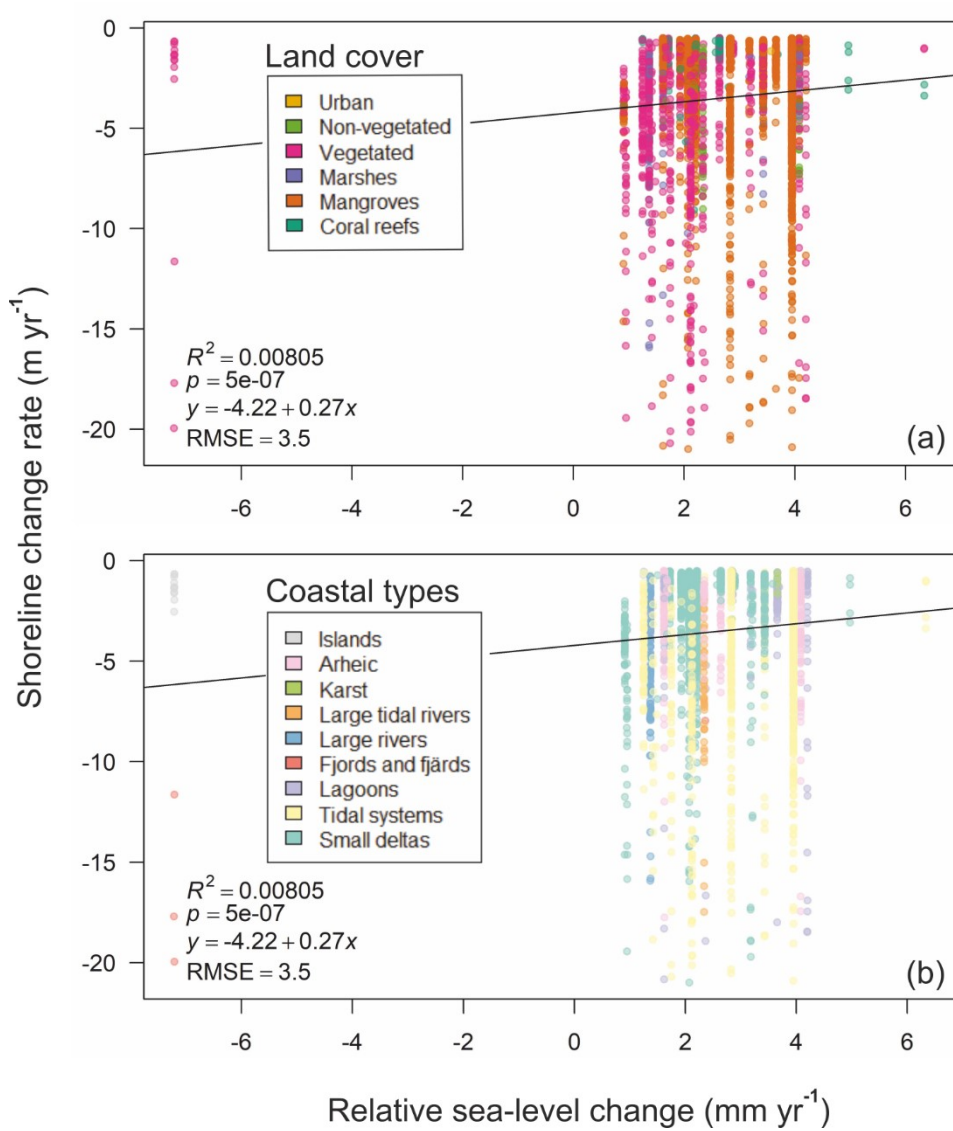 Shoreline change rate (m yr⁻¹)
0
-5
-10
-15
-20
Land cover
Urban
Non-vegetated
Vegetated
Marshes
Mangroves
Coral reefs
R² = 0.00805
p = 5e-07
y = -4.22 + 0.27x
RMSE = 3.5
(a)
-6 -4 -2 0 2 4 6
0
-5
-10
-15
-20
Coastal types
Islands
Arheic
Karst
Large tidal rivers
Large rivers
Fjords and fjärds
Lagoons
Tidal systems
Small deltas
R² = 0.00805
p = 5e-07
y = -4.22 + 0.27x
RMSE = 3.5
(b)
-6 -4 -2 0 2 4 6
Relative sea-level change (mm yr⁻¹)